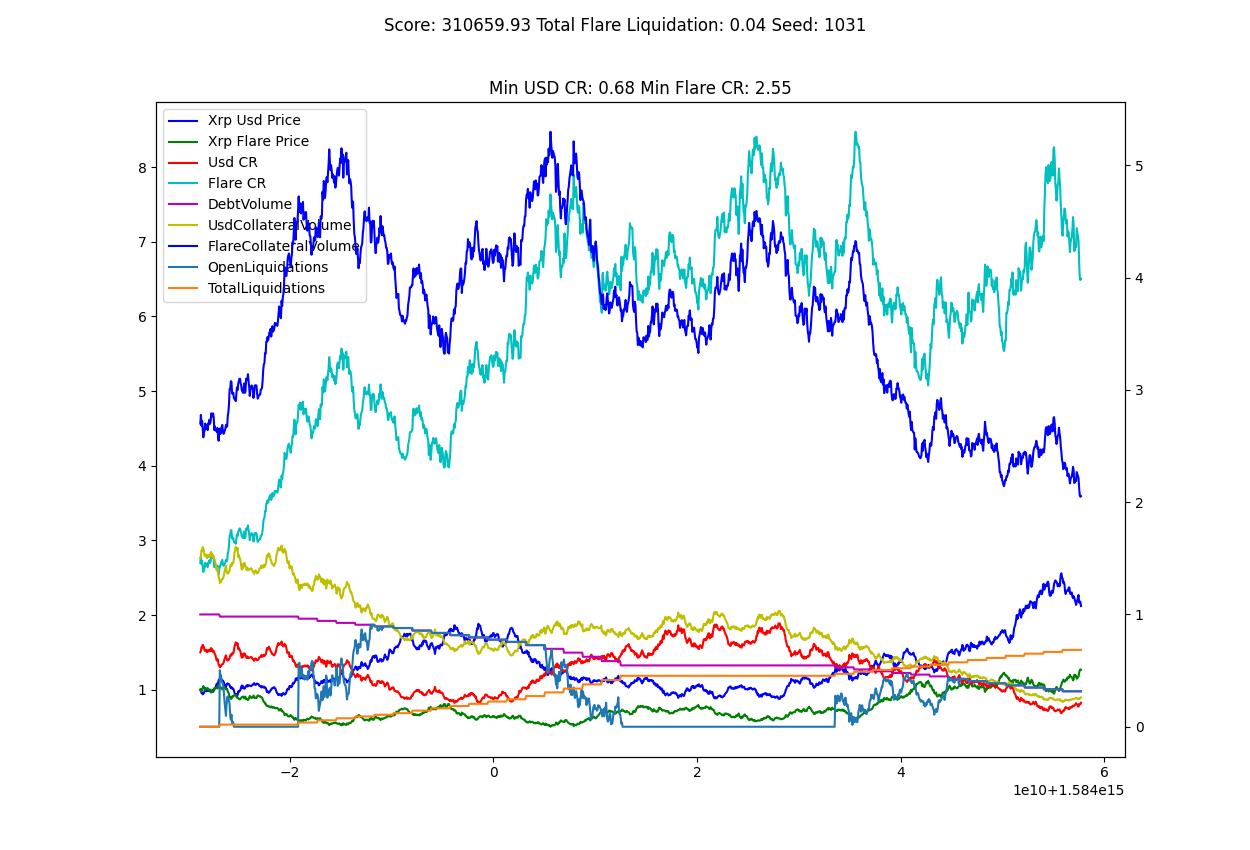 Score: 310659.93 Total Flare Liquidation: 0.04 Seed: 1031
Min USD CR: 0.68 Min Flare CR: 2.55
Xrp Usd Price
Xrp Flare Price
Usd CR
Flare CR
DebtVolume
UsdCollateralVolume
FlareCollateralVolume
OpenLiquidations
TotalLiquidations
8
7
6
5
4
3
2
1
5
4
3
2
1
0
−2
0
2
4
6
1e10+1.584e15